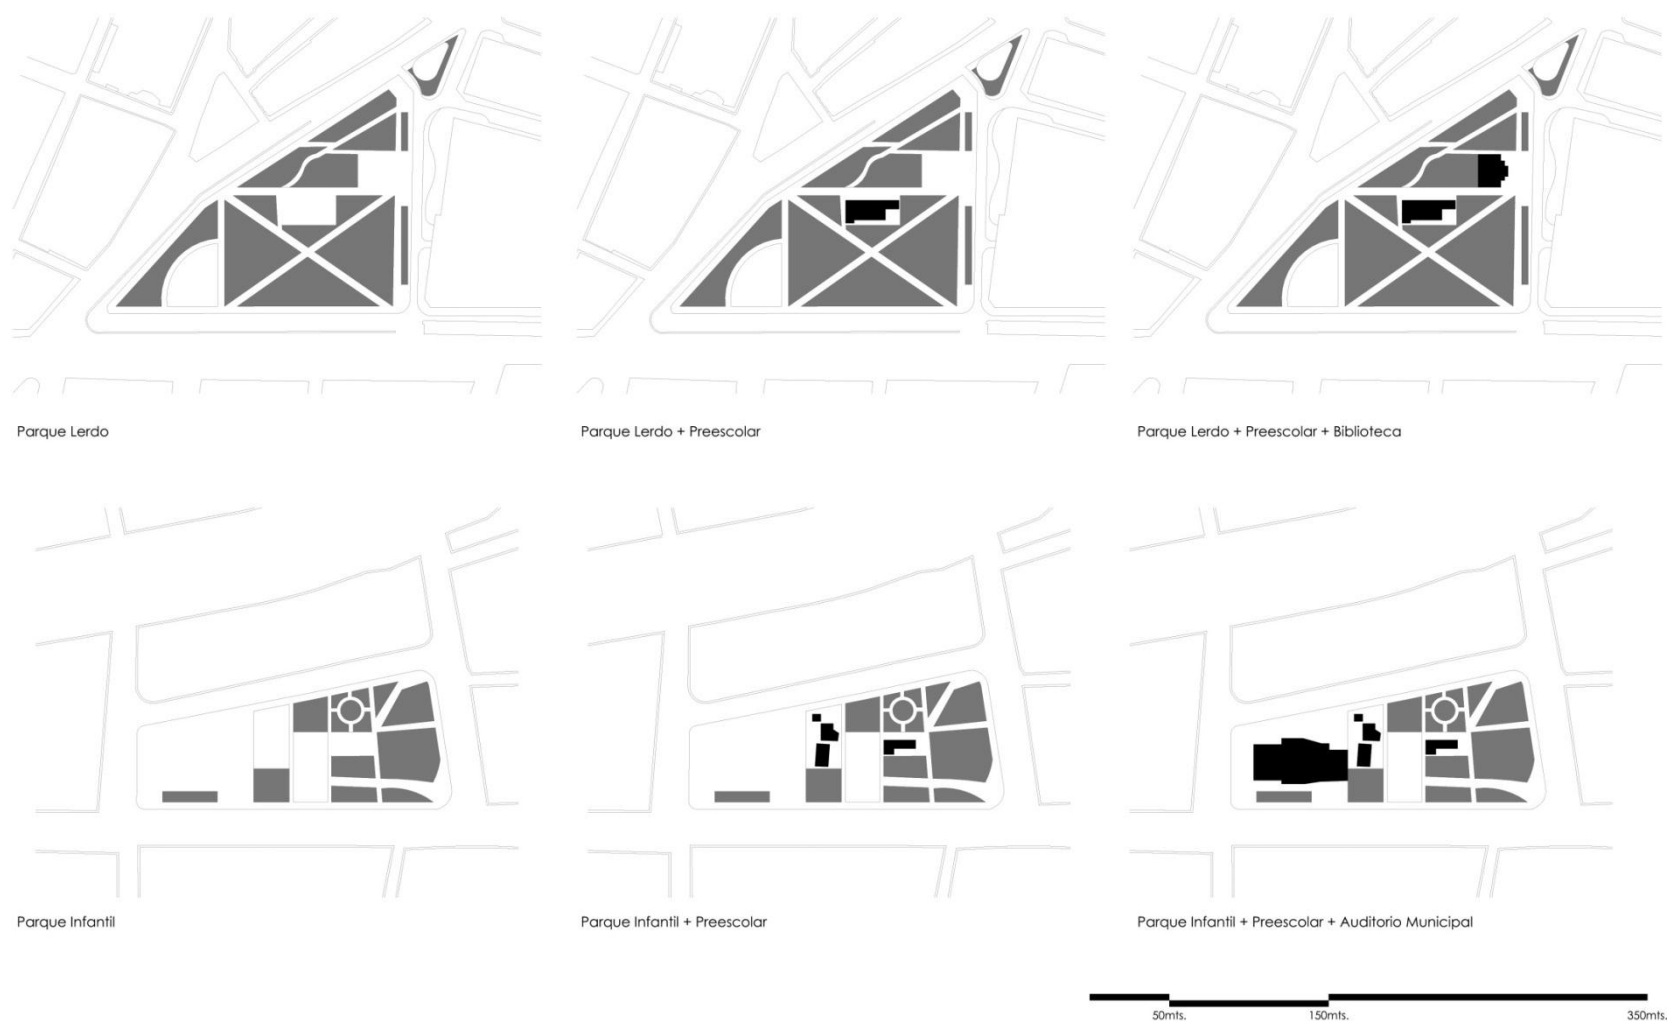 Parque Lerdo
Parque Lerdo + Preescolar
Parque Lerdo + Preescolar + Biblioteca
Parque Infantil
Parque Infantil + Preescolar
Parque Infantil + Preescolar + Auditorio Municipal
50mts.
150mts.
350mts.